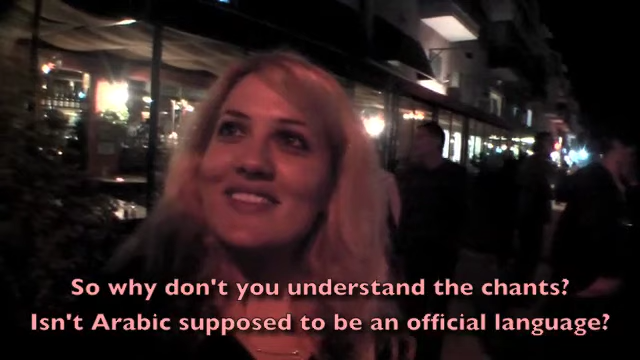 So why don't you understand the chants?
Isn't Arabic supposed to be an official language?